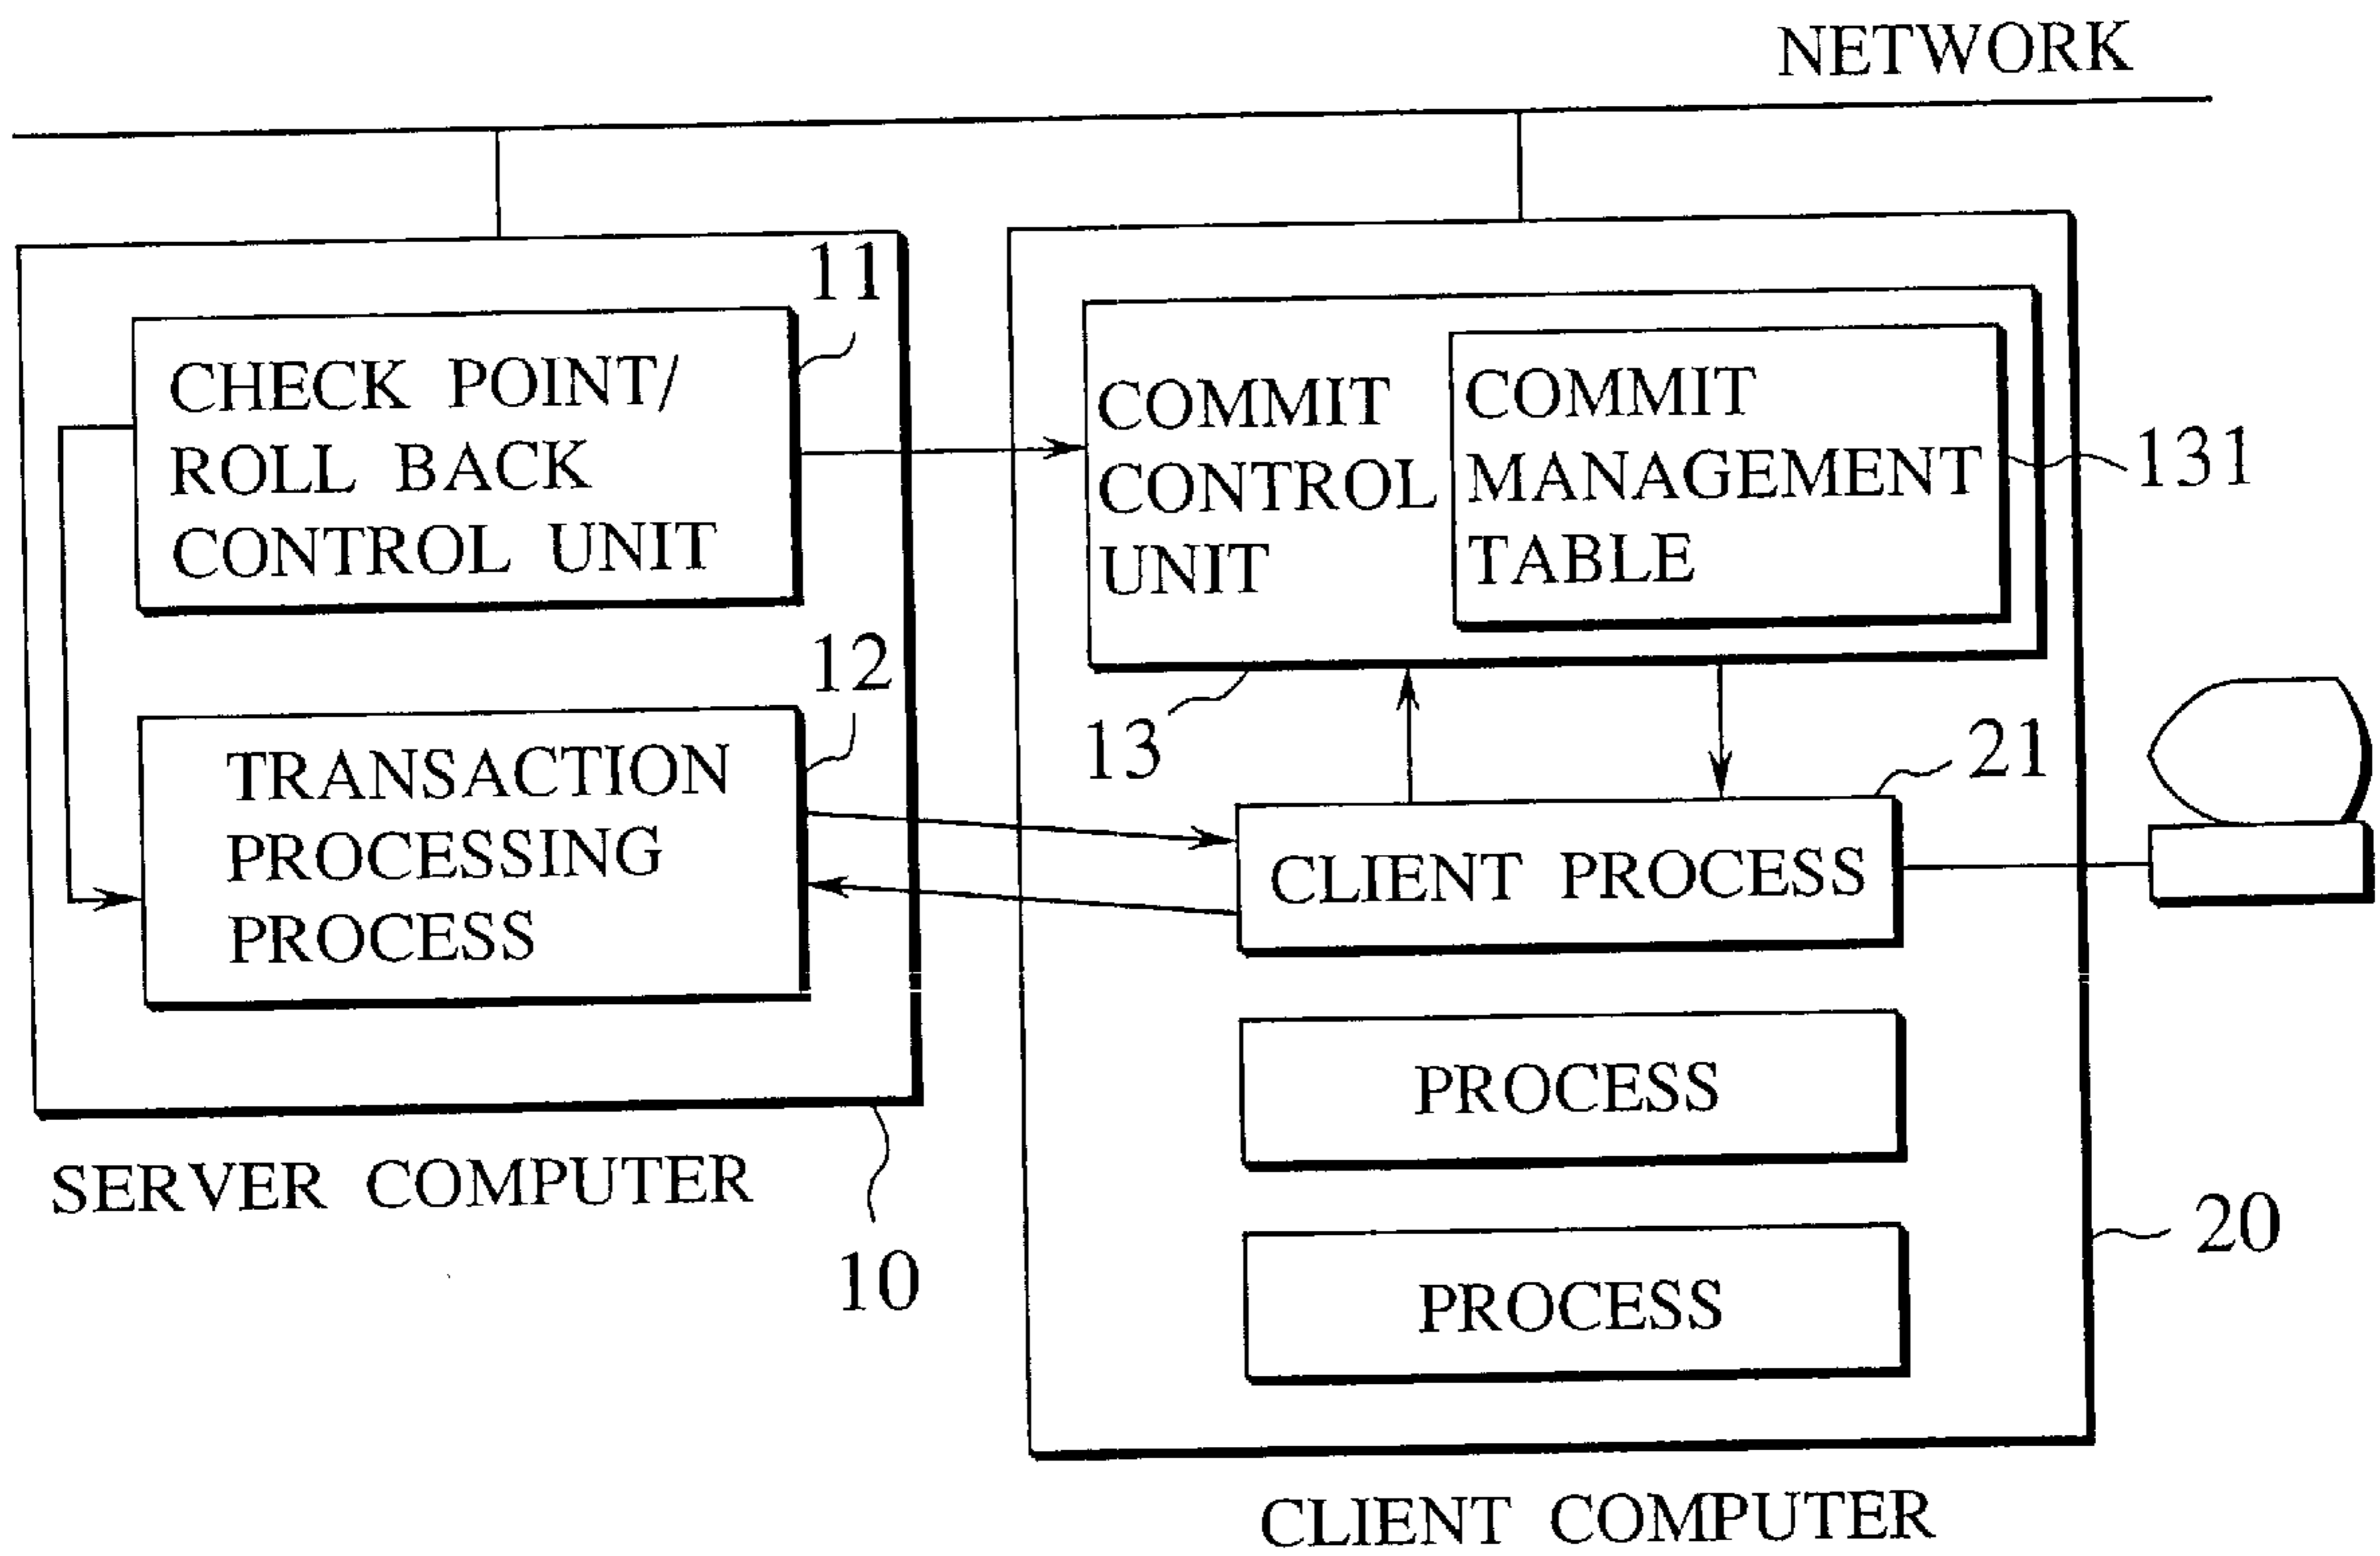 NETWORK
11
CHECK POINT/
ROLL BACK
CONTROL UNIT
12
TRANSACTION
PROCESSING
PROCESS
SERVER COMPUTER
10
COMMIT
CONTROL
UNIT
COMMIT
MANAGEMENT
TABLE
131
13
21
CLIENT PROCESS
PROCESS
PROCESS
20
CLIENT COMPUTER